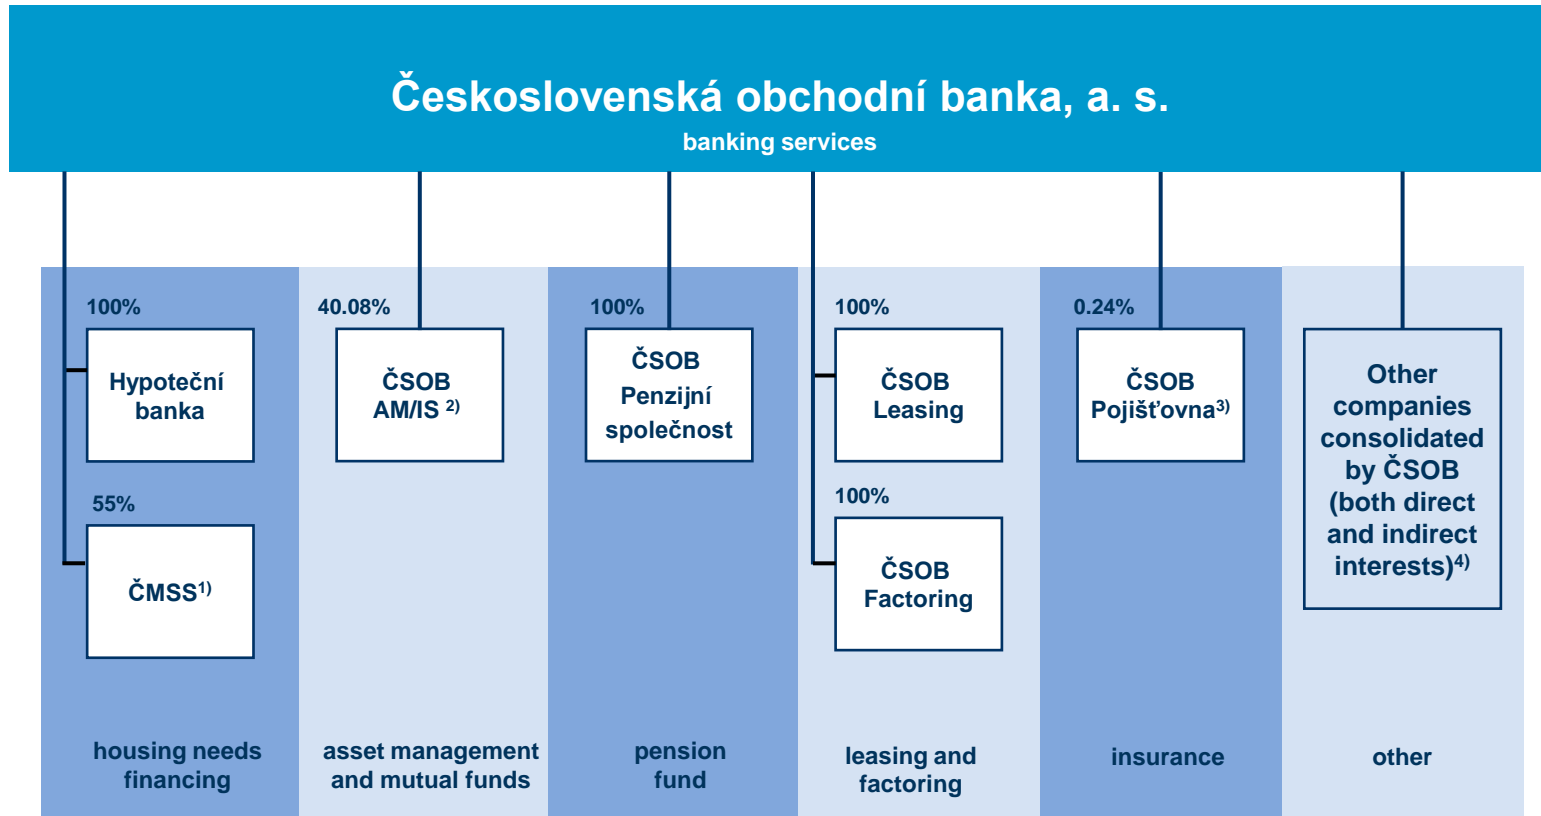 Československá obchodní banka, a. s.
banking services
100%
Hypoteční
banka
55%
ČMSS1)
housing needs
financing
40.08%
ČSOB
AM/IS 2)
asset management
and mutual funds
100%
ČSOB
Penzijní
společnost
pension
fund
100%
ČSOB
Leasing
100%
ČSOB
Factoring
leasing and
factoring
0.24%
ČSOB
Pojišťovna3)
insurance
Other
companies
consolidated
by ČSOB
(both direct
and indirect
interests)4)
other